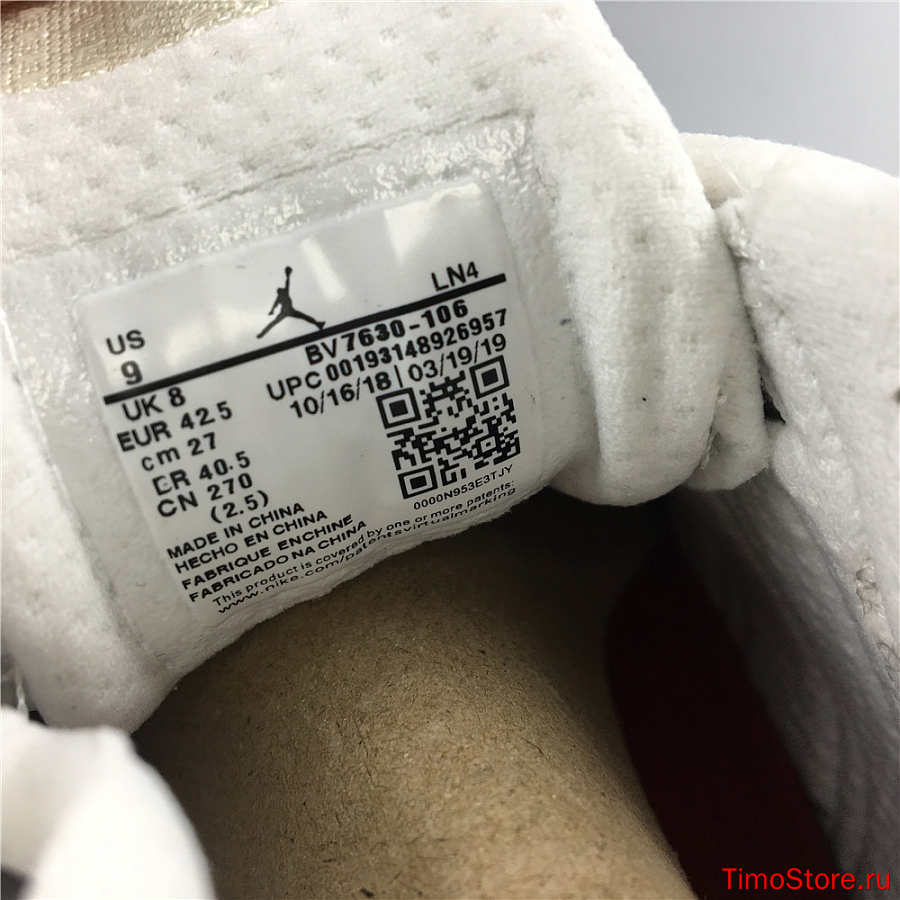 US
9
LN4
BV7630-106
UPC 00193148926957
10/16/18 | 03/19/19
UK 8
EUR 42.5
cm 27
BR 40.5
CN 270
(2.5)
0000N953E3TJY
MADE IN CHINA
HECHO EN CHINA
FABRIQUE ENCHINE
FABRICADO NA CHINA
This product is covered by one or more patents:
www.nike.com/patentsvirtualmarking
TimoStore.ru